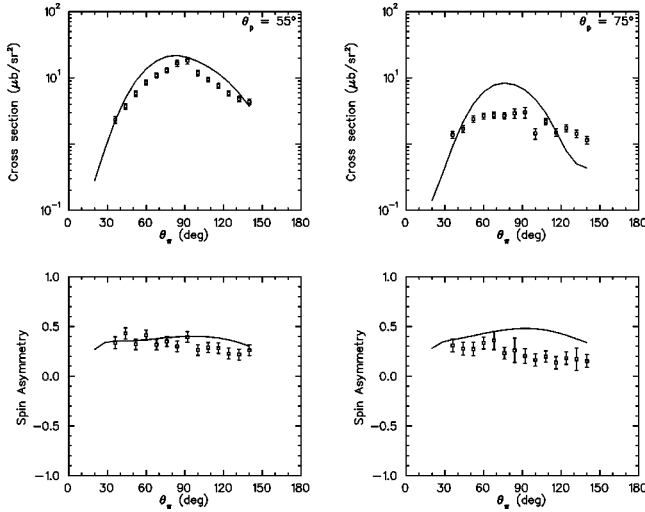 θp = 55°
10²
10¹
10⁰
10⁻¹
Cross section (μb/sr²)
0 30 60 90 120 150 180
θπ (deg)
θp = 75°
10²
10¹
10⁰
10⁻¹
Cross section (μb/sr²)
0 30 60 90 120 150 180
θπ (deg)
1.0
0.5
0.0
−0.5
−1.0
Spin Asymmetry
0 30 60 90 120 150 180
θπ (deg)
1.0
0.5
0.0
−0.5
−1.0
Spin Asymmetry
0 30 60 90 120 150 180
θπ (deg)